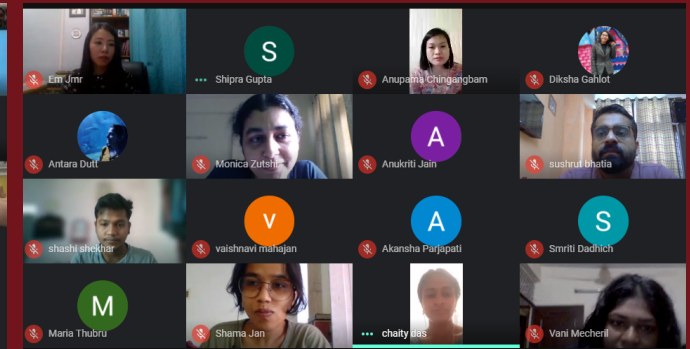 Em Jmr
S
Shipra Gupta
Anupama Chingangbam
Diksha Gahlot
Antara Dutt
Monica Zutshi
A
Anukriti Jain
sushrut bhatia
shashi shekhar
v
vaishnavi mahajan
A
Akansha Parjapati
S
Smriti Dadhich
M
Maria Thubru
Shama Jan
chaity das
Vani Mecheril